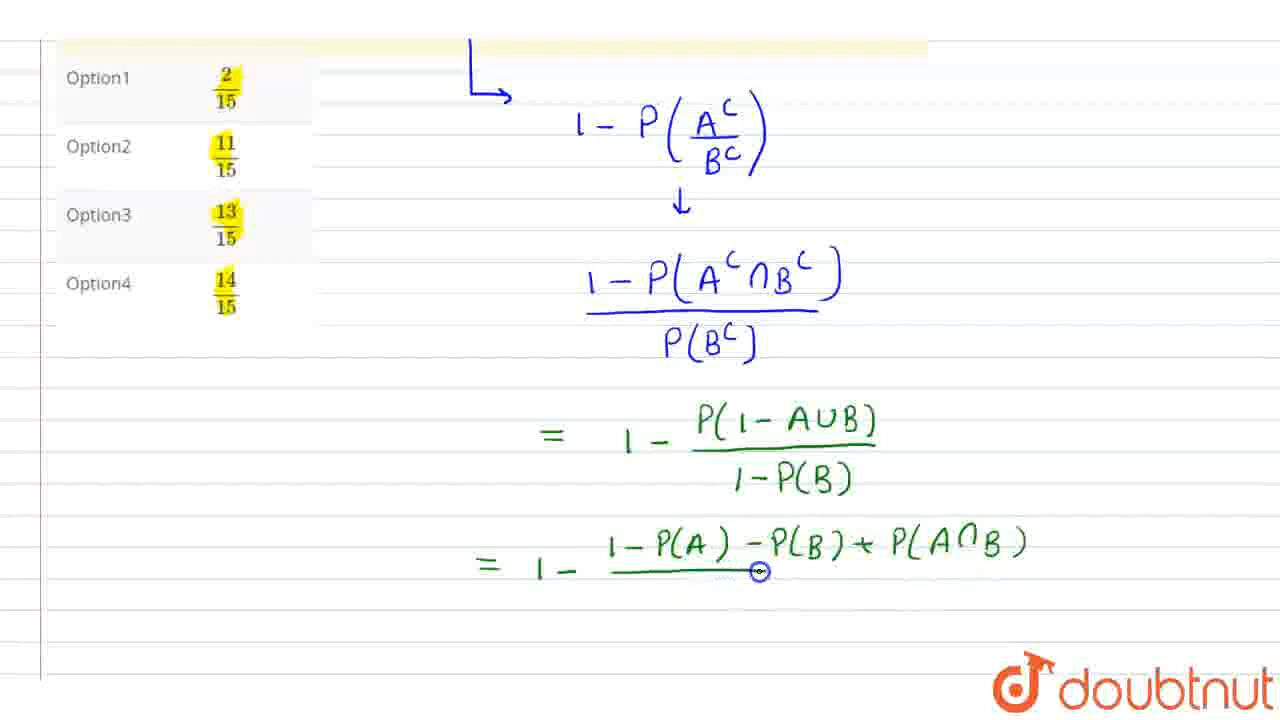 Option1 2/15
Option2 11/15
Option3 13/15
Option4 14/15
1 - P(A^C/B^C)
↓
1 - P(A^C ∩ B^C)
P(B^C)
= 1 - P(1 - A∪B)
1 - P(B)
= 1 - 1 - P(A) - P(B) + P(A∩B)
doubtnut